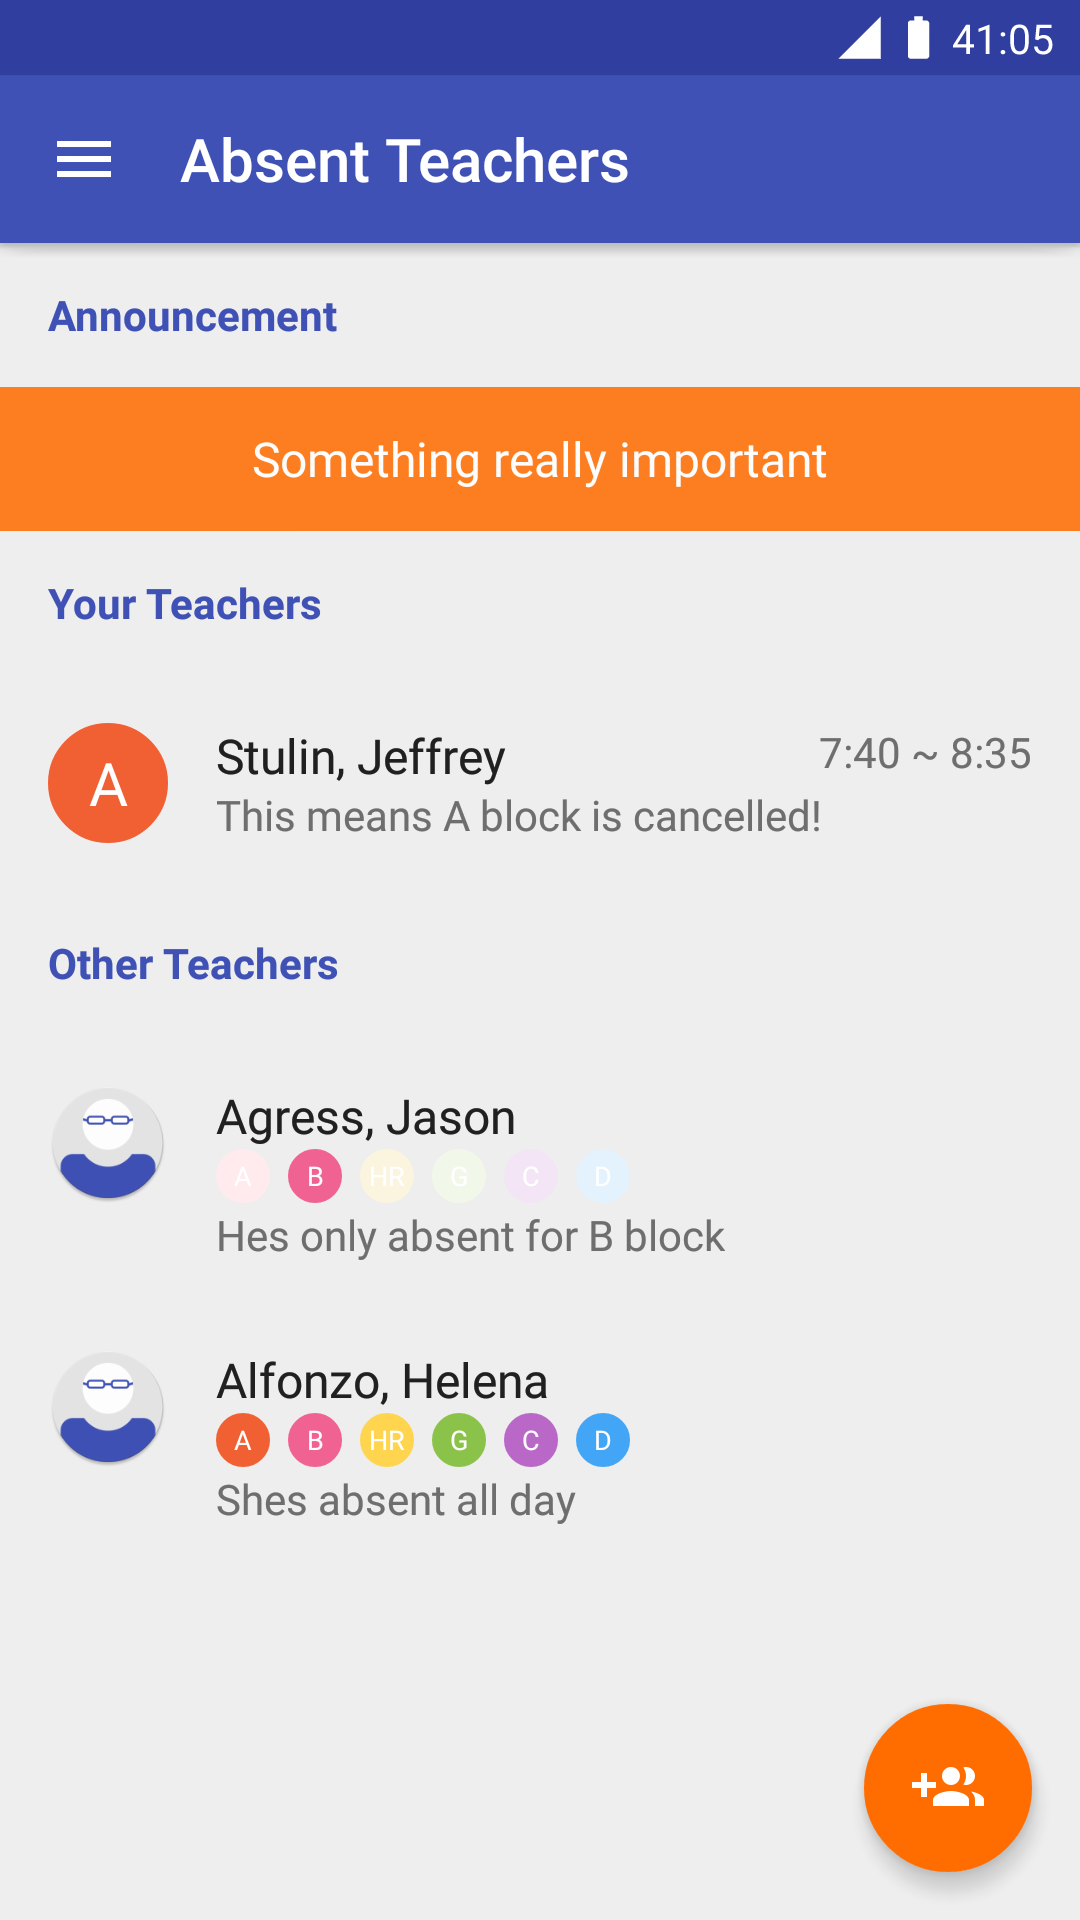 41:05
Absent Teachers
Announcement
Something really important
Your Teachers
A
Stulin, Jeffrey
7:40 ~ 8:35
This means A block is cancelled!
Other Teachers
Agress, Jason
A B HR G C D
Hes only absent for B block
Alfonzo, Helena
A B HR G C D
Shes absent all day